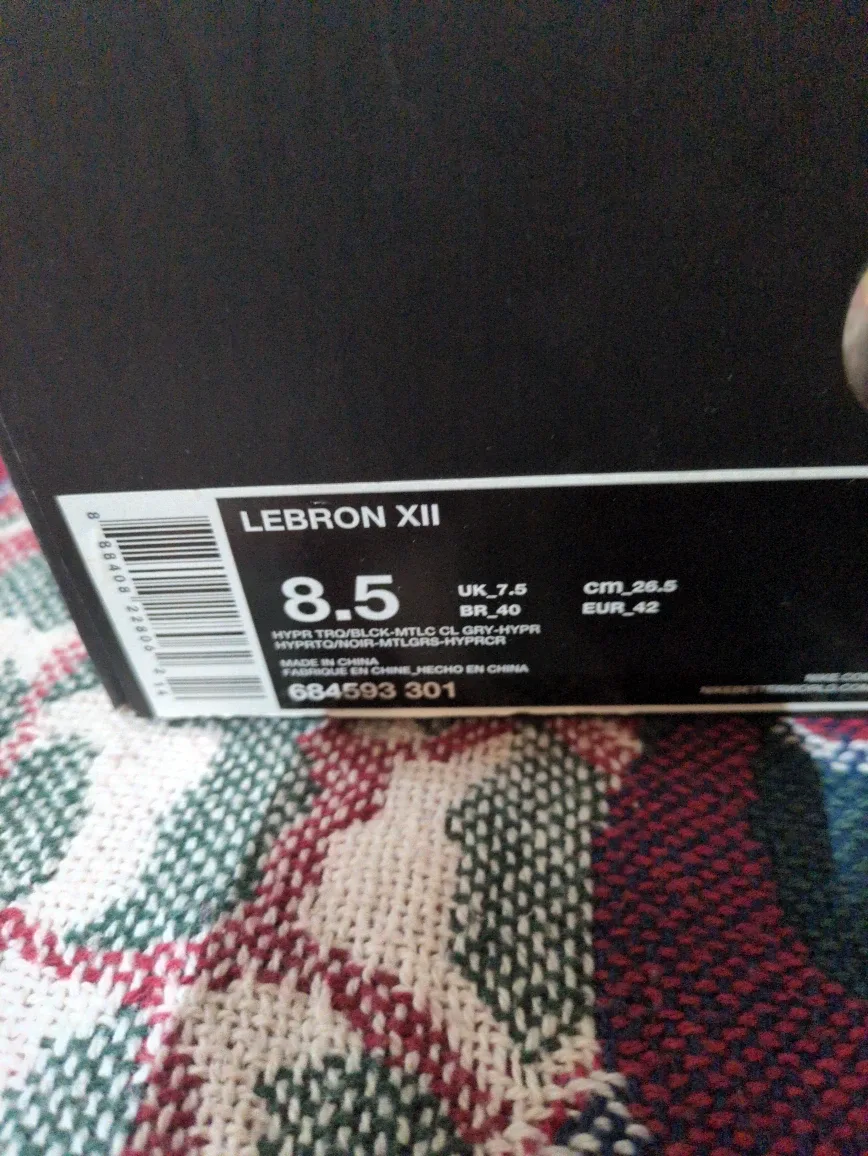 LEBRON XII
8.5
UK_7.5
cm_26.5
BR_40
EUR_42
HYPR TRQ/BLCK-MTLC CL GRY-HYPR
HYPRTQ/NOIR-MTLGRS-HYPRCR
MADE IN CHINA
FABRIQUE EN CHINE_HECHO EN CHINA
684593 301